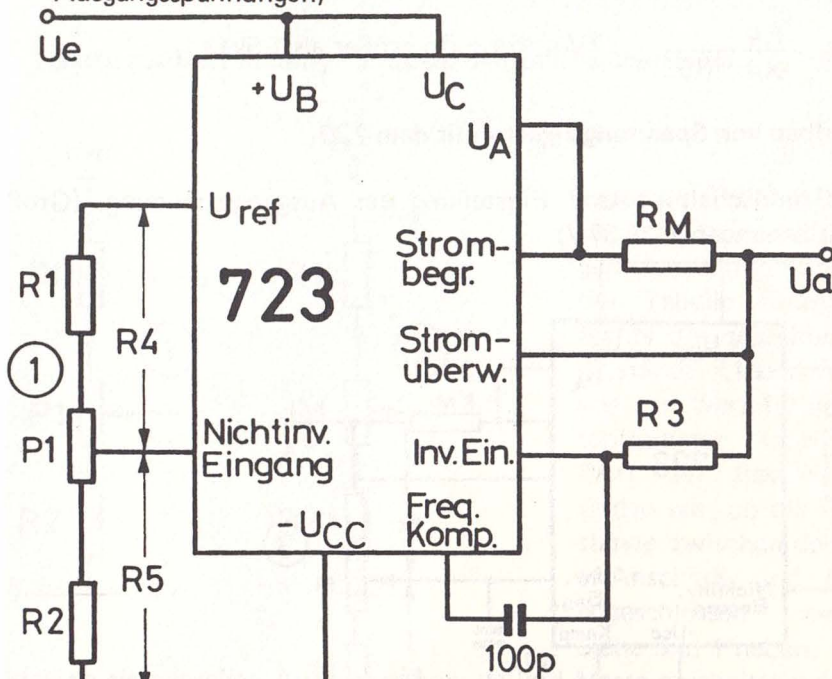 Ue
+UB
UC
UA
Uref
Strom-
begr.
RM
Ua
R1
723
R4
Strom-
uberw.
1
R3
P1
Nichtinv.
Eingang
Inv.Ein.
-UCC
Freq.
Komp.
R5
R2
100p